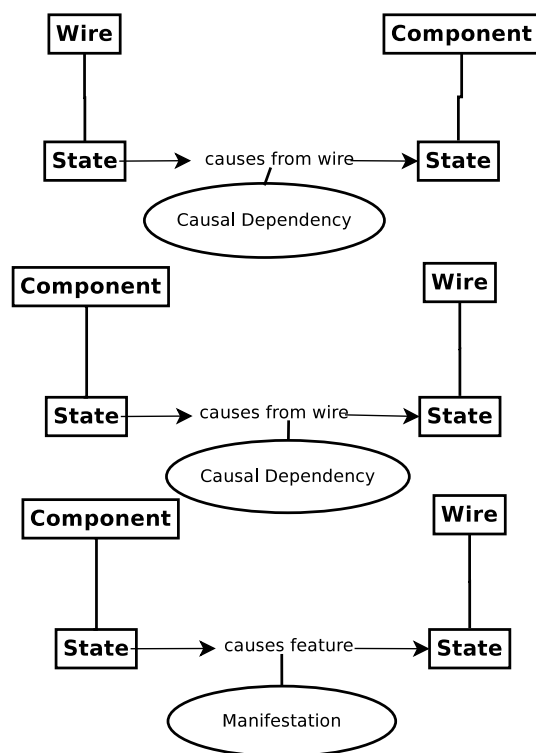 Wire
Component
State
causes from wire
State
Causal Dependency
Component
Wire
State
causes from wire
State
Causal Dependency
Component
Wire
State
causes feature
State
Manifestation